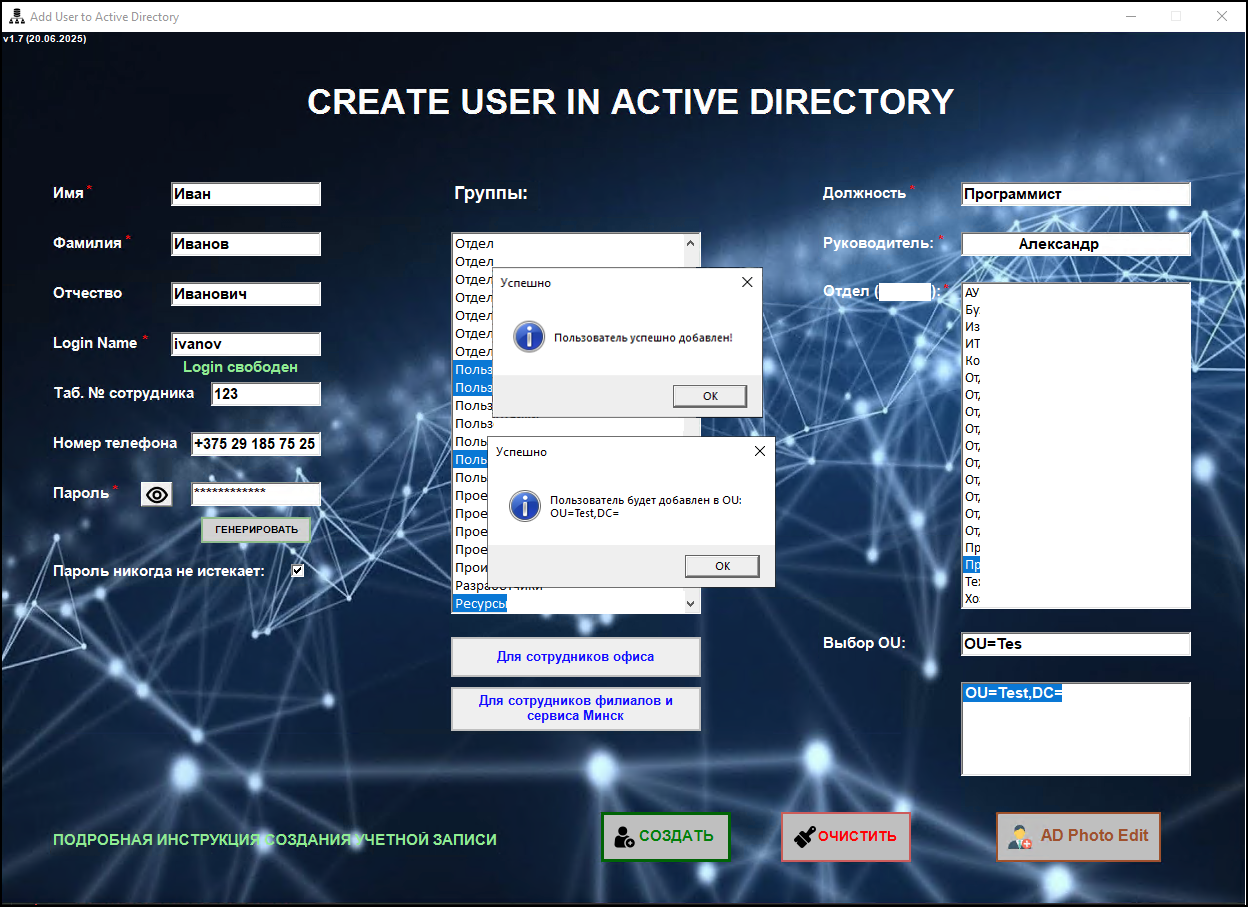 Add User to Active Directory
v1.7 (20.06.2025)
CREATE USER IN ACTIVE DIRECTORY
Имя *
Иван
Фамилия *
Иванов
Отчество
Иванович
Login Name *
ivanov
Login свободен
Таб. № сотрудника
123
Номер телефона
+375 29 185 75 25
Пароль *
************
ГЕНЕРИРОВАТЬ
Пароль никогда не истекает:
Группы:
Отдел
Отдел
Отдел
Отдел
Отдел
Отдел
Отдел
Польз
Польз
Польз
Польз
Поль
Поль
Поль
Прое
Прое
Прое
Прое
Прои
Разработчики
Ресурсы
Успешно
Пользователь успешно добавлен!
OK
Успешно
Пользователь будет добавлен в OU:
OU=Test,DC=
OK
Для сотрудников офиса
Для сотрудников филиалов и
сервиса Минск
Должность *
Программист
Руководитель: *
Александр
Отдел ( ): *
АУ
Бу
Из
ИТ
Ко
От
От
От
От
От
От
От
От
От
От
Пр
Пр
Те
Хо
Выбор OU:
OU=Tes
OU=Test,DC=
ПОДРОБНАЯ ИНСТРУКЦИЯ СОЗДАНИЯ УЧЕТНОЙ ЗАПИСИ
СОЗДАТЬ
ОЧИСТИТЬ
AD Photo Edit